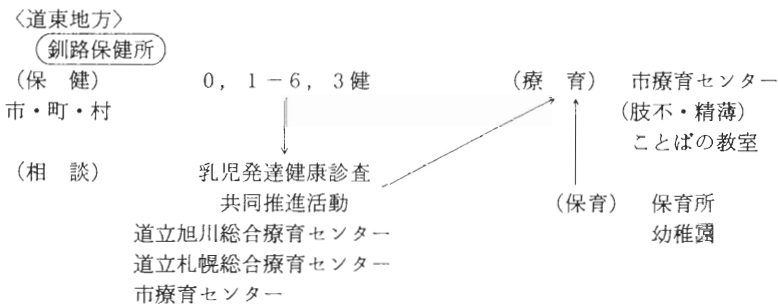 〈道東地方〉
釧路保健所
(保　健)　0，1－6，3健　(療　育)　市療育センター
市・町・村　(肢不・精薄)
ことばの教室
(相　談)　乳児発達健康診査
共同推進活動　(保育)　保育所
道立旭川総合療育センター　幼稚園
道立札幌総合療育センター
市療育センター